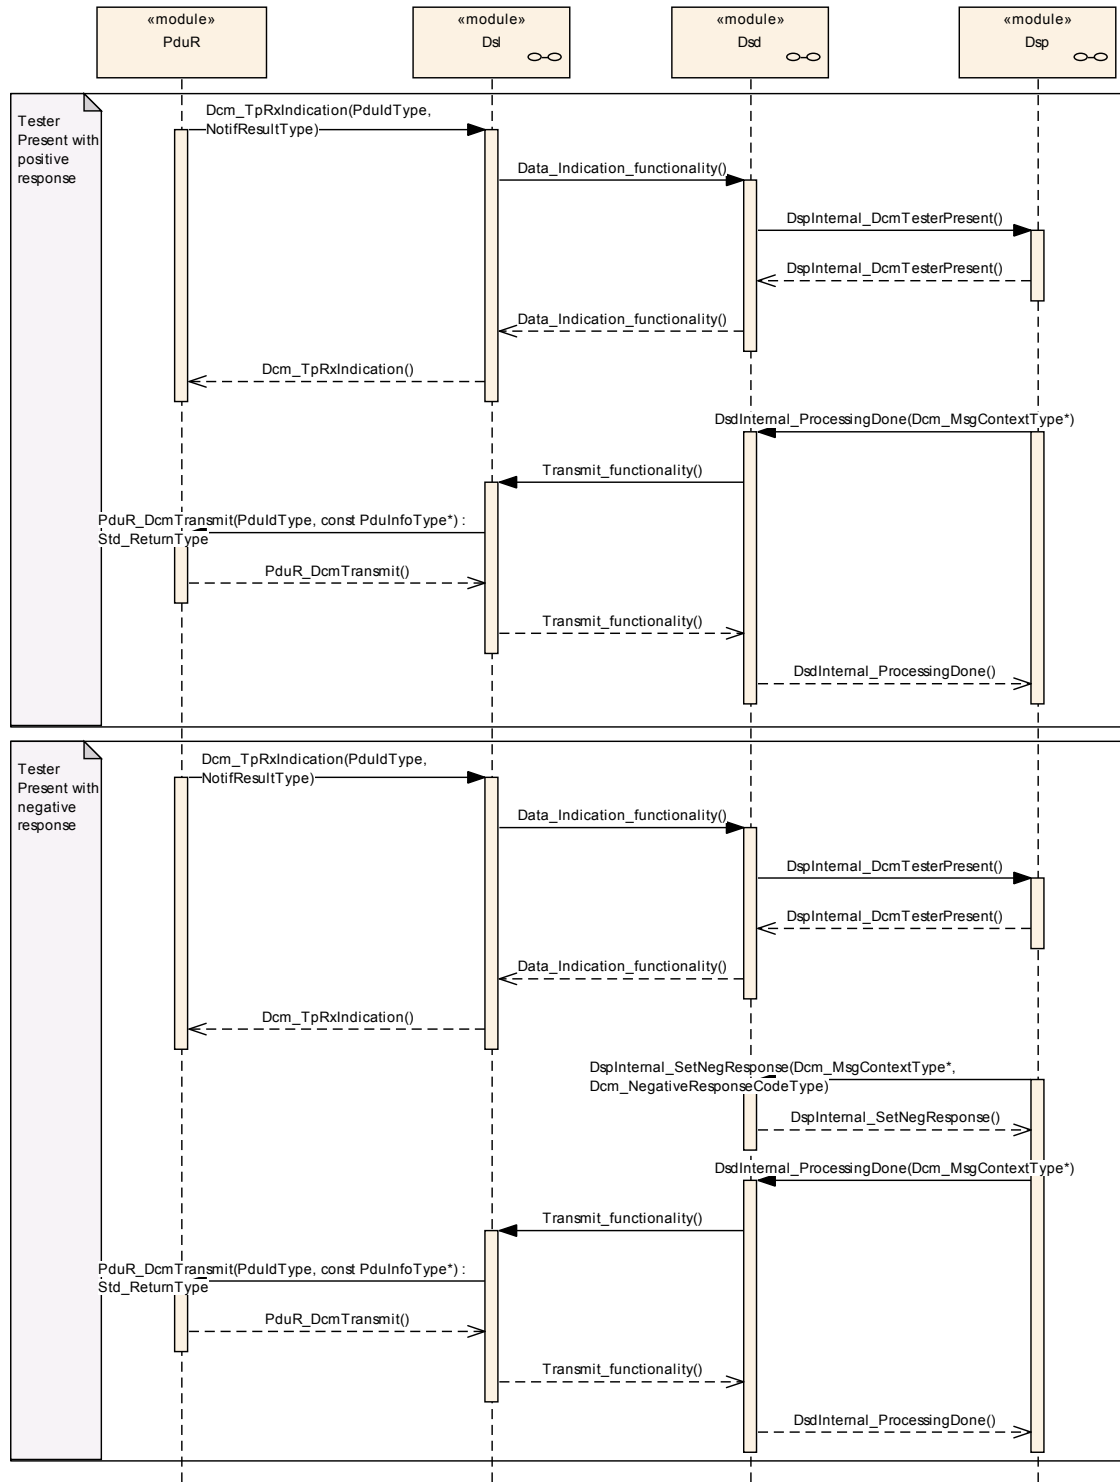 «module»
PduR
«module»
Dsl
«module»
Dsd
«module»
Dsp
Tester
Present with
positive
response
Dcm_TpRxIndication(PduIdType,
NotifResultType)
Data_Indication_functionality()
DspInternal_DcmTesterPresent()
DspInternal_DcmTesterPresent()
Data_Indication_functionality()
Dcm_TpRxIndication()
DsdInternal_ProcessingDone(Dcm_MsgContextType*)
Transmit_functionality()
PduR_DcmTransmit(PduIdType, const PduInfoType*) :
Std_ReturnType
PduR_DcmTransmit()
Transmit_functionality()
DsdInternal_ProcessingDone()
Tester
Present with
negative
response
Dcm_TpRxIndication(PduIdType,
NotifResultType)
Data_Indication_functionality()
DspInternal_DcmTesterPresent()
DspInternal_DcmTesterPresent()
Data_Indication_functionality()
Dcm_TpRxIndication()
DspInternal_SetNegResponse(Dcm_MsgContextType*,
Dcm_NegativeResponseCodeType)
DspInternal_SetNegResponse()
DsdInternal_ProcessingDone(Dcm_MsgContextType*)
Transmit_functionality()
PduR_DcmTransmit(PduIdType, const PduInfoType*) :
Std_ReturnType
PduR_DcmTransmit()
Transmit_functionality()
DsdInternal_ProcessingDone()